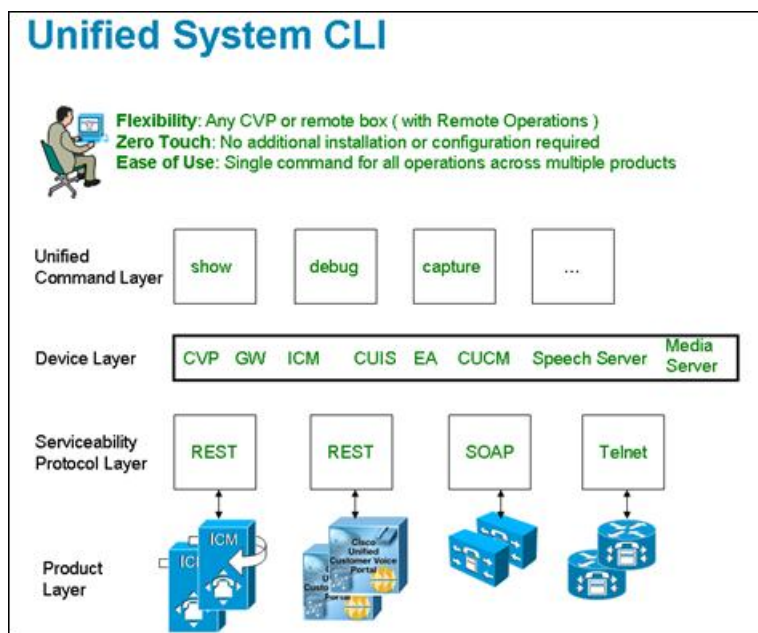 Unified System CLI
Flexibility: Any CVP or remote box ( with Remote Operations )
Zero Touch: No additional installation or configuration required
Ease of Use: Single command for all operations across multiple products
Unified
Command Layer
show
debug
capture
...
Device Layer
CVP GW ICM CUIS EA CUCM Speech Server Media
Server
Serviceability
Protocol Layer
REST
REST
SOAP
Telnet
Product
Layer
ICM
Cisco
Unified
Customer Voice
Portal